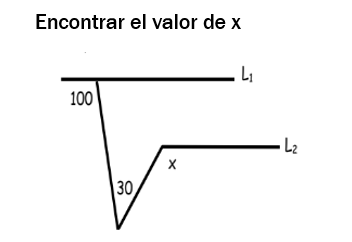 Encontrar el valor de x
L₁
100
L₂
x
30